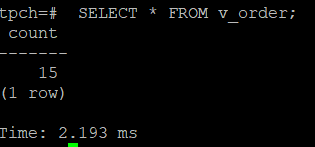 tpch=#  SELECT * FROM v_order;
 count
-------
    15
(1 row)
Time: 2.193 ms